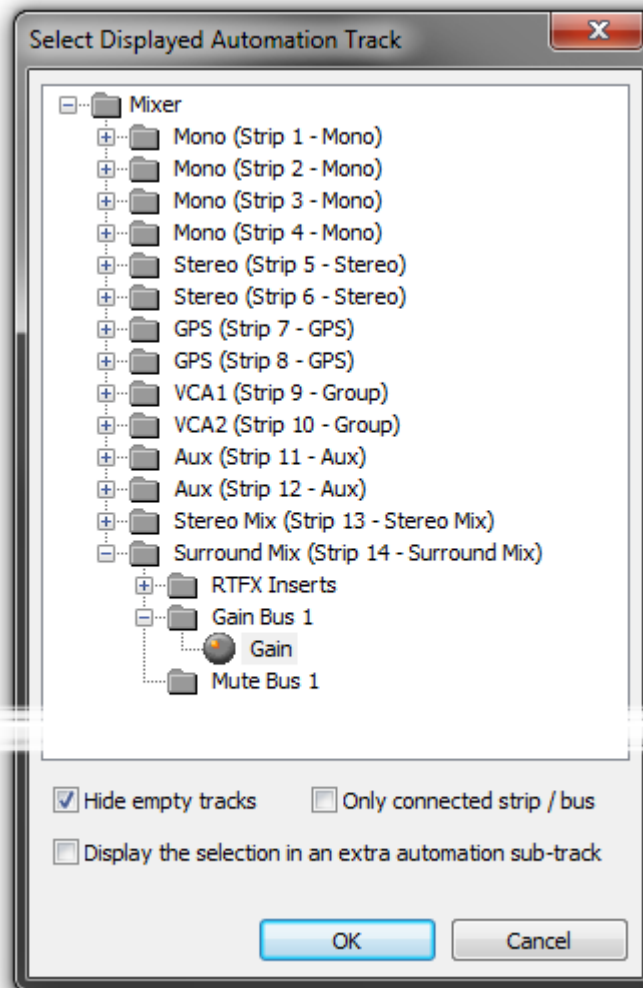 Select Displayed Automation Track
Mixer
Mono (Strip 1 - Mono)
Mono (Strip 2 - Mono)
Mono (Strip 3 - Mono)
Mono (Strip 4 - Mono)
Stereo (Strip 5 - Stereo)
Stereo (Strip 6 - Stereo)
GPS (Strip 7 - GPS)
GPS (Strip 8 - GPS)
VCA1 (Strip 9 - Group)
VCA2 (Strip 10 - Group)
Aux (Strip 11 - Aux)
Aux (Strip 12 - Aux)
Stereo Mix (Strip 13 - Stereo Mix)
Surround Mix (Strip 14 - Surround Mix)
RTFX Inserts
Gain Bus 1
Gain
Mute Bus 1
Hide empty tracks Only connected strip / bus
Display the selection in an extra automation sub-track
OK Cancel